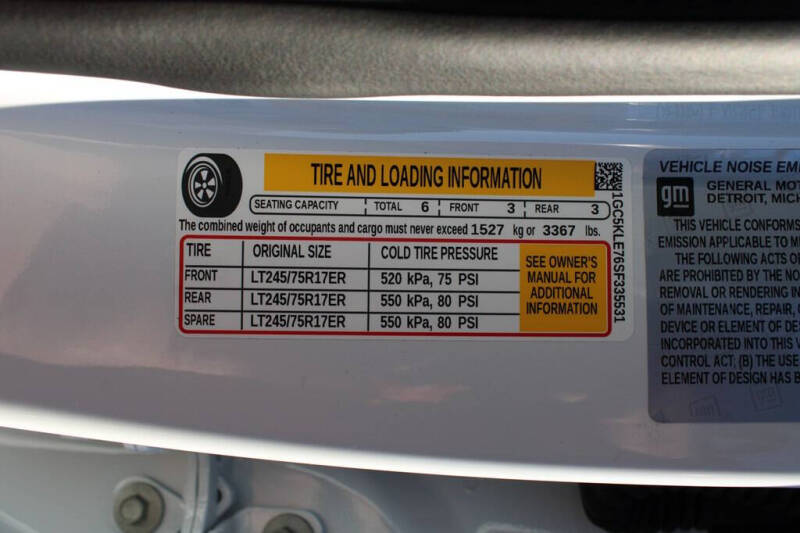 TIRE AND LOADING INFORMATION
SEATING CAPACITY TOTAL 6 FRONT 3 REAR 3
The combined weight of occupants and cargo must never exceed 1527 kg or 3367 lbs.
TIRE ORIGINAL SIZE COLD TIRE PRESSURE
FRONT LT245/75R17ER 520 kPa, 75 PSI
REAR LT245/75R17ER 550 kPa, 80 PSI
SPARE LT245/75R17ER 550 kPa, 80 PSI
SEE OWNER'S
MANUAL FOR
ADDITIONAL
INFORMATION
1GC5KLE76SF335531
VEHICLE NOISE EMI
gm
GENERAL MOT
DETROIT, MICH
THIS VEHICLE CONFORMS
EMISSION APPLICABLE TO M
THE FOLLOWING ACTS O
ARE PROHIBITED BY THE NO
REMOVAL OR RENDERING IN
OF MAINTENANCE, REPAIR,
DEVICE OR ELEMENT OF DE
INCORPORATED INTO THIS V
CONTROL ACT; (B) THE USE
ELEMENT OF DESIGN HAS B